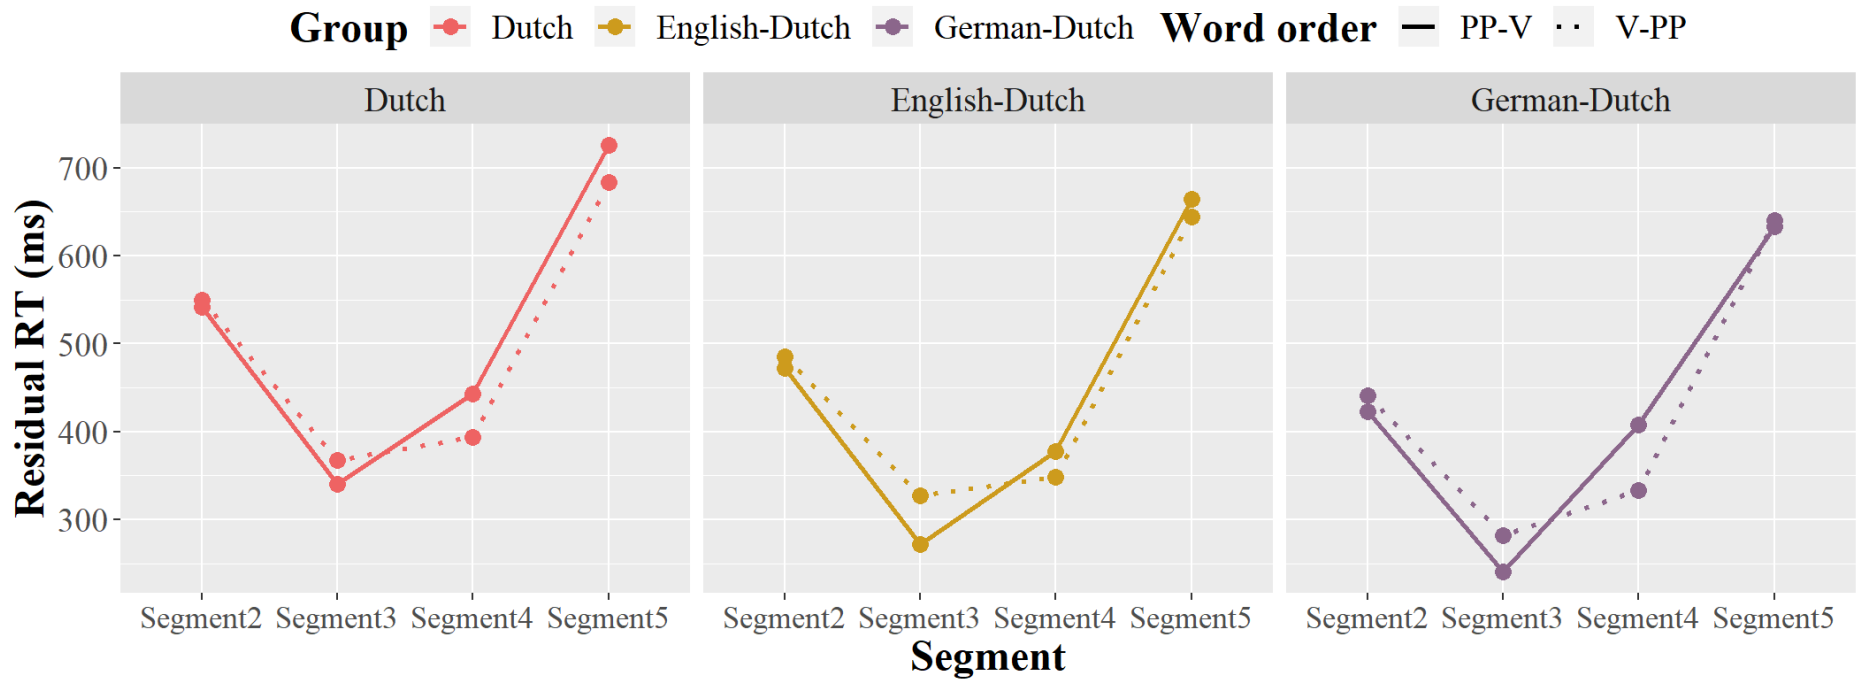 Group Dutch English-Dutch German-Dutch Word order PP-V V-PP
Dutch English-Dutch German-Dutch
Residual RT (ms)
700
600
500
400
300
Segment2 Segment3 Segment4 Segment5 Segment2 Segment3 Segment4 Segment5 Segment2 Segment3 Segment4 Segment5
Segment